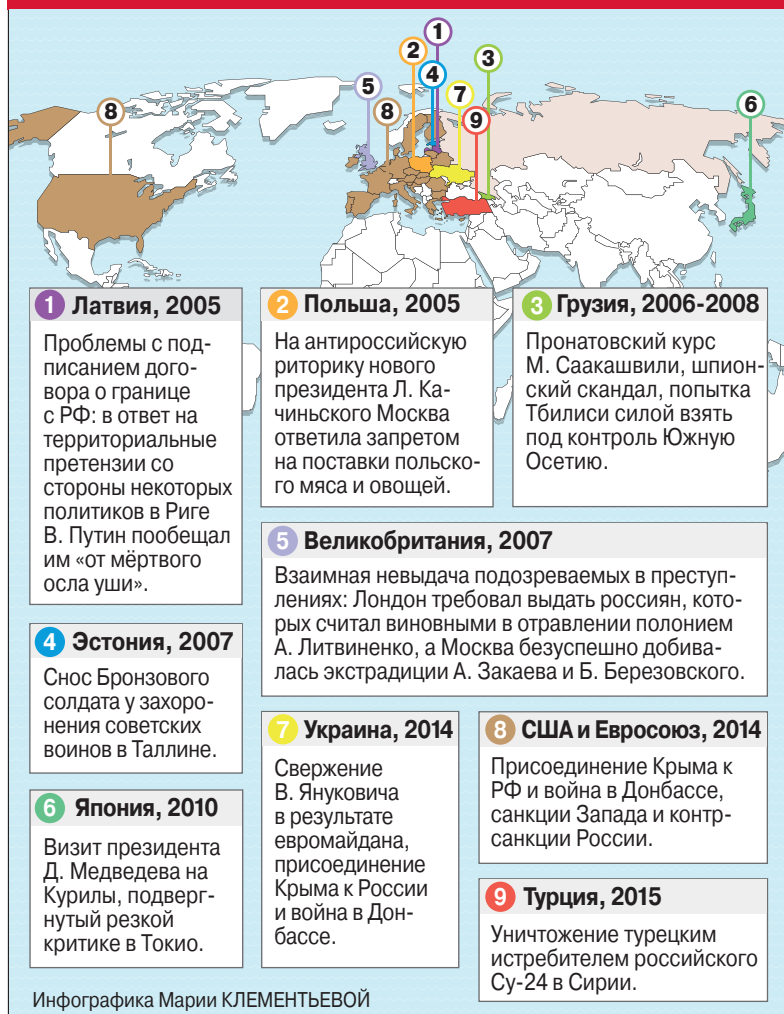 1
2
3
4
5
7
8
8
9
6
1 Латвия, 2005
Проблемы с под-
писанием дого-
вора о границе
с РФ: в ответ на
территориальные
претензии со
стороны некоторых
политиков в Риге
В. Путин пообещал
им «от мёртвого
осла уши».
2 Польша, 2005
На антироссийскую
риторику нового
президента Л. Ка-
чиньского Москва
ответила запретом
на поставки польско-
го мяса и овощей.
3 Грузия, 2006-2008
Пронатовский курс
М. Саакашвили, шпион-
ский скандал, попытка
Тбилиси силой взять
под контроль Южную
Осетию.
4 Эстония, 2007
Снос Бронзового
солдата у захоро-
нения советских
воинов в Таллине.
5 Великобритания, 2007
Взаимная невыдача подозреваемых в преступ-
лениях: Лондон требовал выдать россиян, кото-
рых считал виновными в отравлении полонием
А. Литвиненко, а Москва безуспешно добива-
лась экстрадиции А. Закаева и Б. Березовского.
6 Япония, 2010
Визит президента
Д. Медведева на
Курилы, подверг-
нутый резкой
критике в Токио.
7 Украина, 2014
Свержение
В. Януковича
в результате
евромайдана,
присоединение
Крыма к России
и война в Дон-
бассе.
8 США и Евросоюз, 2014
Присоединение Крыма к
РФ и война в Донбассе,
санкции Запада и контр-
санкции России.
9 Турция, 2015
Уничтожение турецким
истребителем российского
Су-24 в Сирии.
Инфографика Марии КЛЕМЕНТЬЕВОЙ